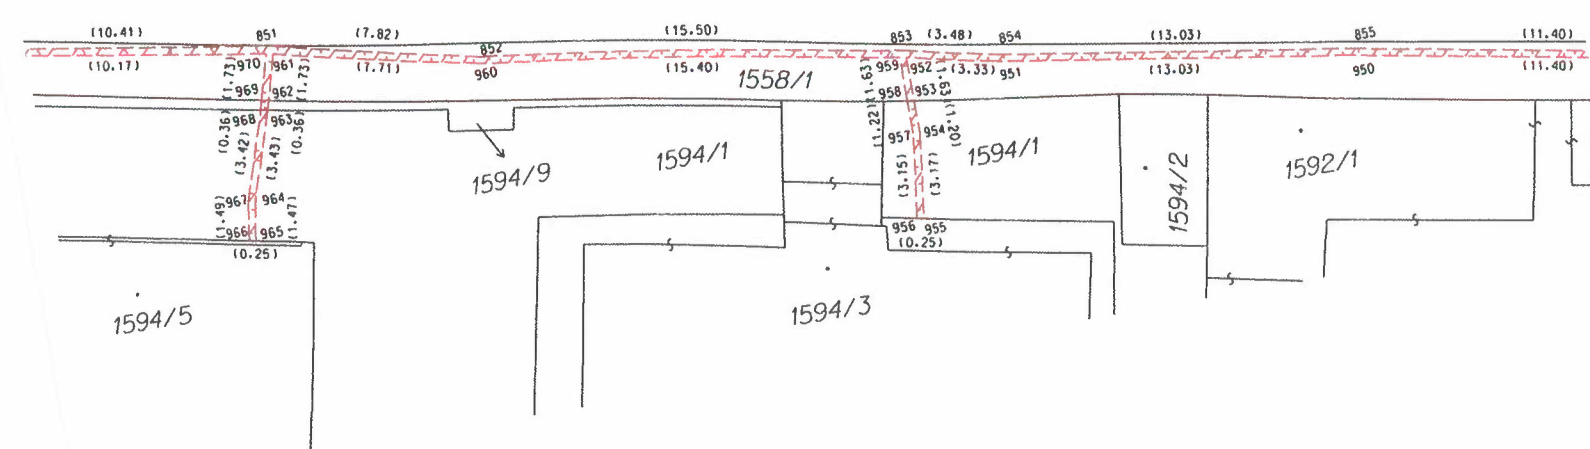 (10.41) 851 (7.82) 852 (15.50) 853 (3.48) 854 (13.03) 855 (11.40)
(10.17) 970 961 (7.71) 960 (15.40) 959 952 (3.33) 951 (13.03) 950 (11.40)
(1.73) (1.73) 1558/1 (1.63) (1.63)
969 962 958 953
968 963 957 954
(0.36) (0.36) (1.22) (1.20)
(3.42) (3.43) 1594/9 1594/1 (3.15) (3.17) 1594/1 1594/2 1592/1
967 964
(1.49) (1.47)
966 965 956 955
(0.25) (0.25)
1594/5 1594/3